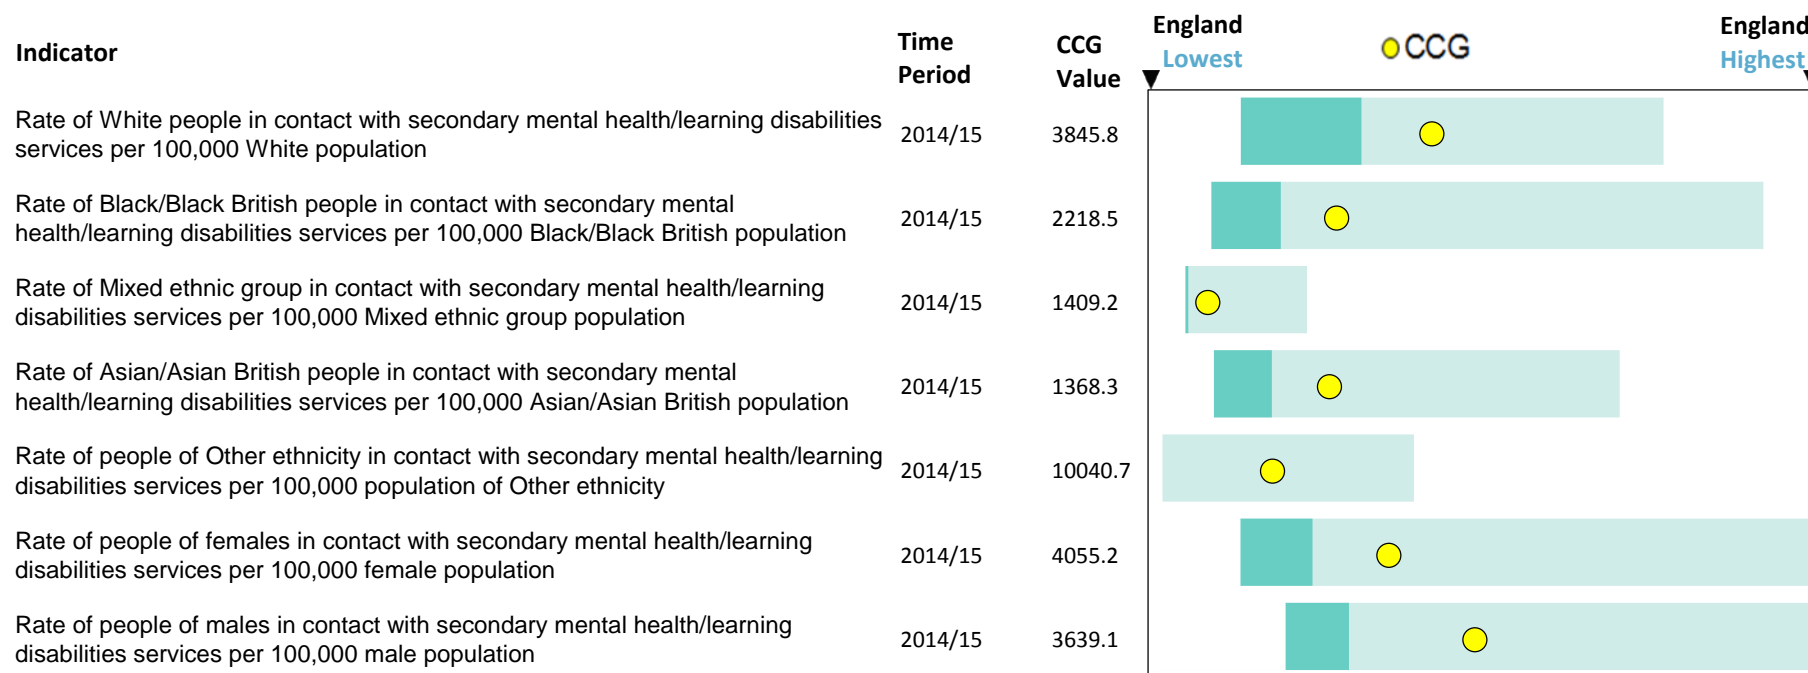 Indicator
Time
Period
CCG
Value
England
Lowest
CCG
England
Highest
Rate of White people in contact with secondary mental health/learning disabilities
services per 100,000 White population
2014/15
3845.8
Rate of Black/Black British people in contact with secondary mental
health/learning disabilities services per 100,000 Black/Black British population
2014/15
2218.5
Rate of Mixed ethnic group in contact with secondary mental health/learning
disabilities services per 100,000 Mixed ethnic group population
2014/15
1409.2
Rate of Asian/Asian British people in contact with secondary mental
health/learning disabilities services per 100,000 Asian/Asian British population
2014/15
1368.3
Rate of people of Other ethnicity in contact with secondary mental health/learning
disabilities services per 100,000 population of Other ethnicity
2014/15
10040.7
Rate of people of females in contact with secondary mental health/learning
disabilities services per 100,000 female population
2014/15
4055.2
Rate of people of males in contact with secondary mental health/learning
disabilities services per 100,000 male population
2014/15
3639.1